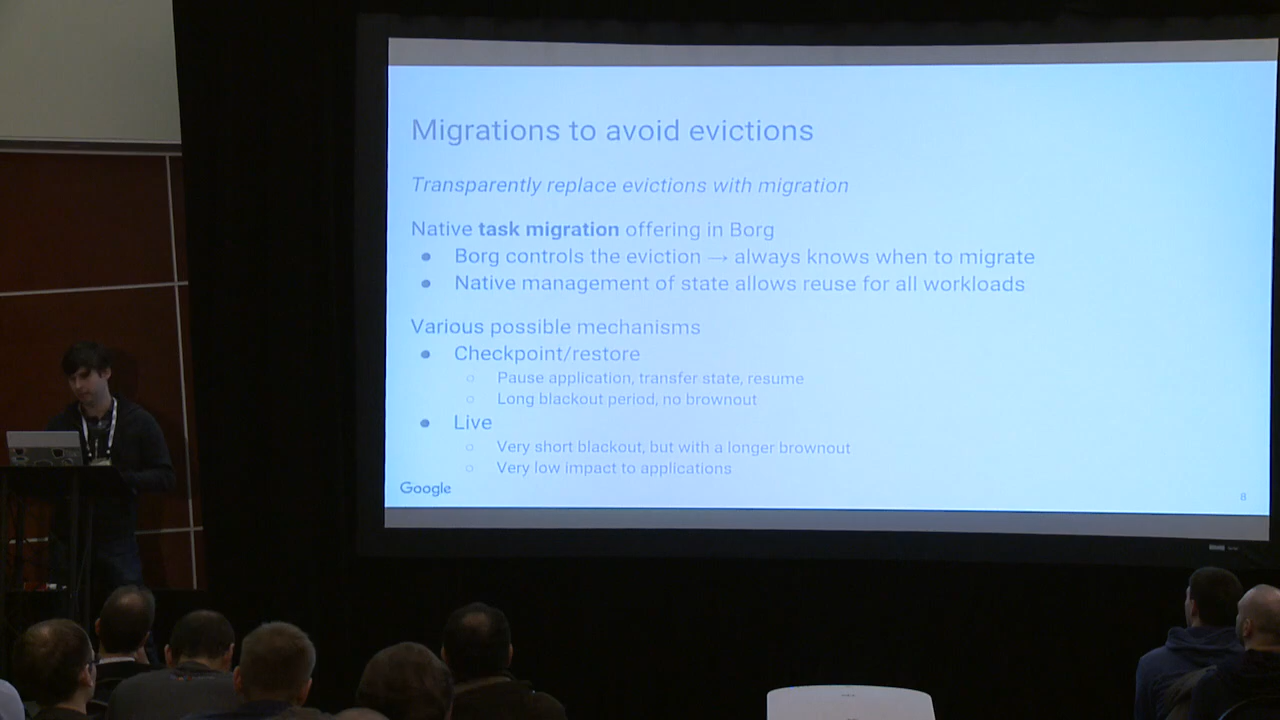 Migrations to avoid evictions
Transparently replace evictions with migration
Native task migration offering in Borg
● Borg controls the eviction → always knows when to migrate
● Native management of state allows reuse for all workloads
Various possible mechanisms
● Checkpoint/restore
○ Pause application, transfer state, resume
○ Long blackout period, no brownout
● Live
○ Very short blackout, but with a longer brownout
○ Very low impact to applications
Google
8